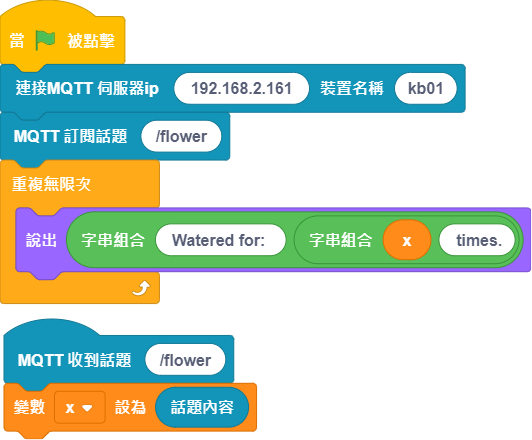 當 被點擊
連接MQTT 伺服器ip 192.168.2.161 裝置名稱 kb01
MQTT 訂閱話題 /flower
重複無限次
說出 字串組合 Watered for: 字串組合 x times.
MQTT 收到話題 /flower
變數 x 設為 話題內容